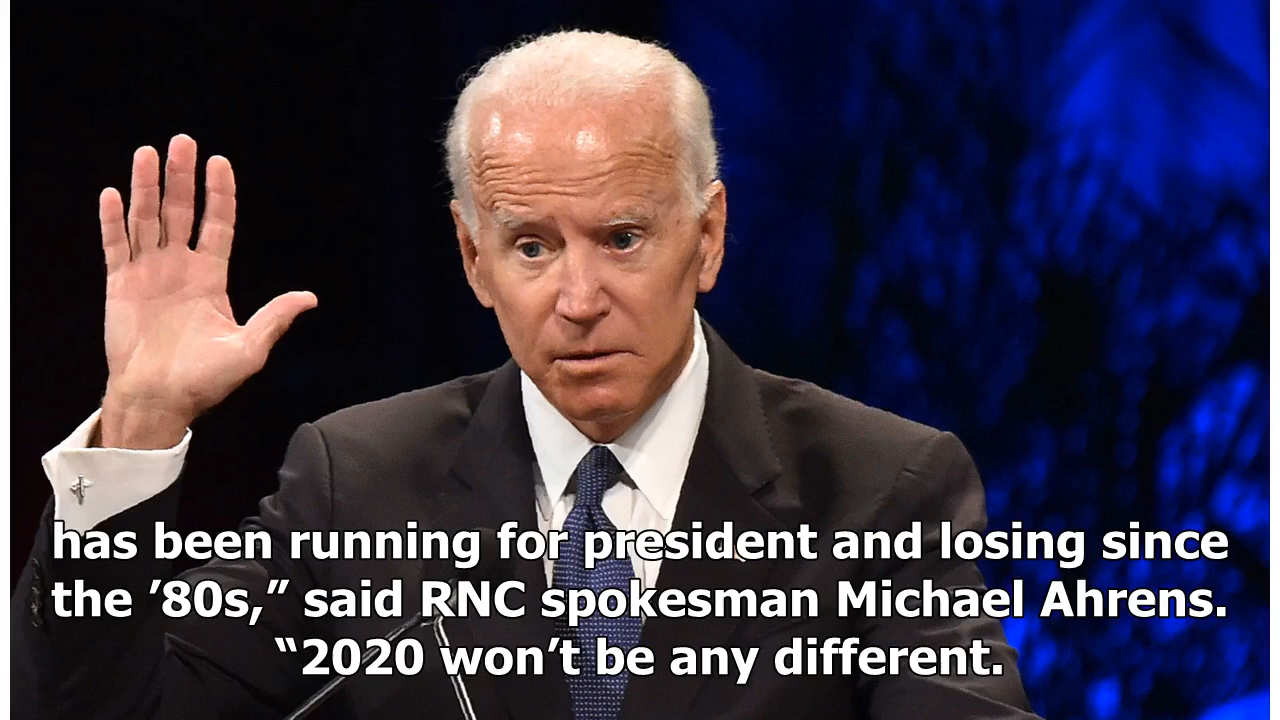 has been running for president and losing since
the ’80s,” said RNC spokesman Michael Ahrens.
“2020 won’t be any different.